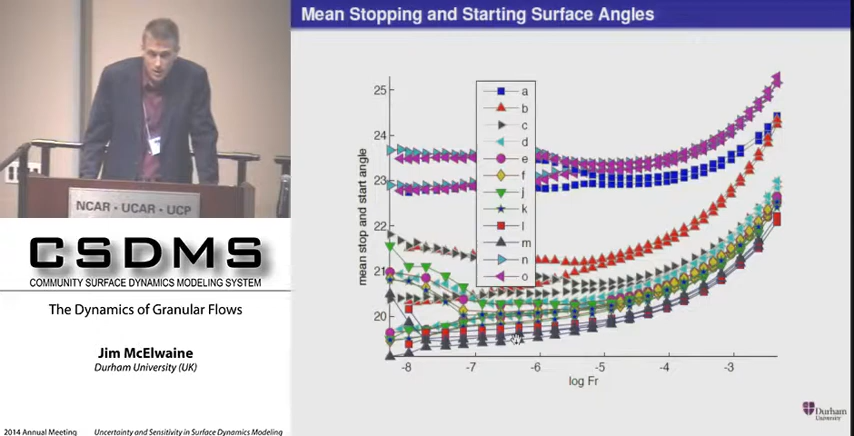 NCAR - UCAR - UCP
CSDMS
COMMUNITY SURFACE DYNAMICS MODELING SYSTEM
The Dynamics of Granular Flows
Jim McElwaine
Durham University (UK)
2014 Annual Meeting
Uncertainty and Sensitivity in Surface Dynamics Modeling
Mean Stopping and Starting Surface Angles
mean stop and start angle
25
24
23
22
21
20
a
b
c
d
e
f
j
k
l
m
n
o
-8 -7 -6 -5 -4 -3
log Fr
Durham
University